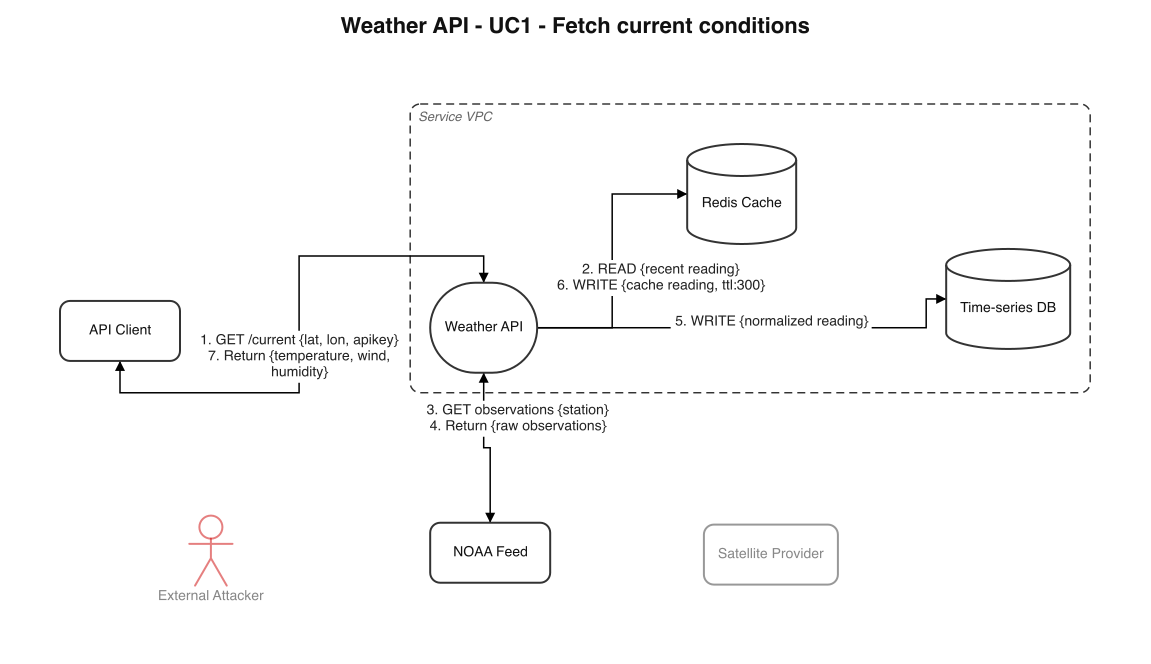 Weather API - UC1 - Fetch current conditions
Service VPC
Redis Cache
2. READ {recent reading}
6. WRITE {cache reading, ttl:300}
Time-series DB
5. WRITE {normalized reading}
Weather API
API Client
1. GET /current {lat, lon, apikey}
7. Return {temperature, wind,
humidity}
3. GET observations {station}
4. Return {raw observations}
NOAA Feed
Satellite Provider
External Attacker